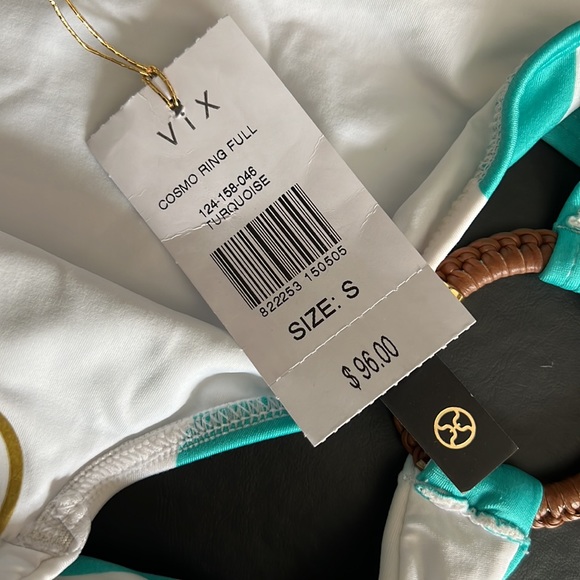 ViX
COSMO RING FULL
124-158-046
TURQUOISE
822253 150505
SIZE: S
$ 96.00